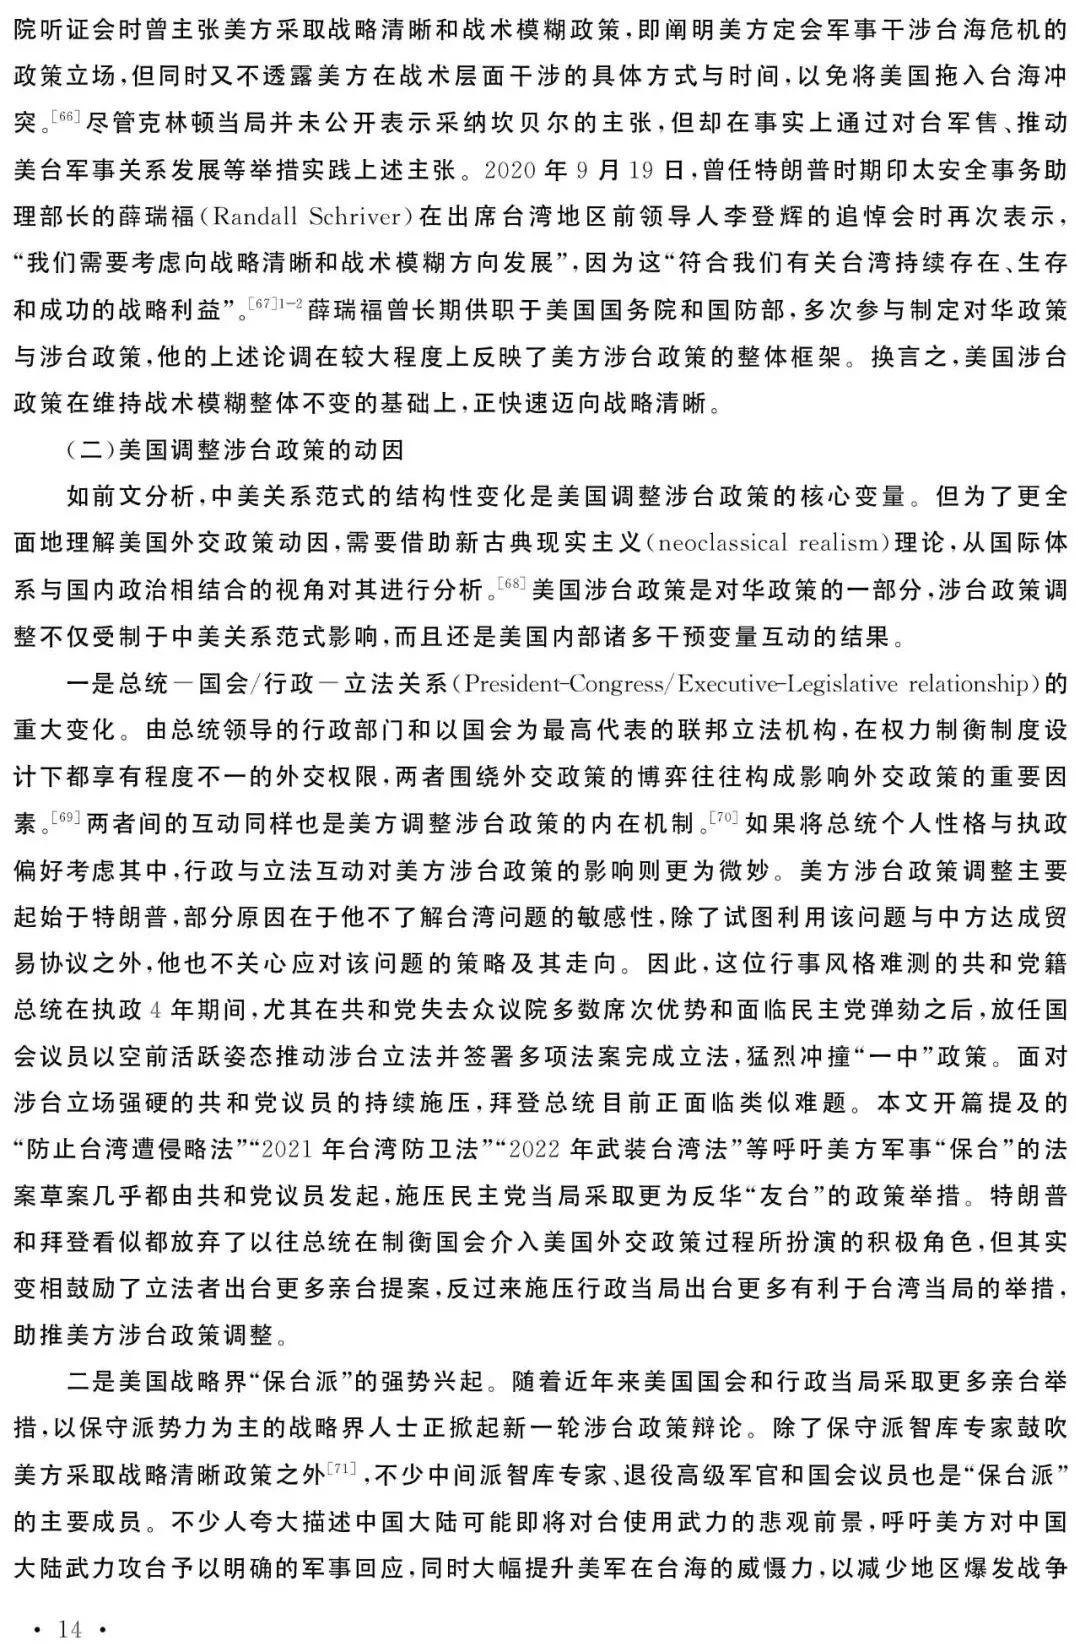 院听证会时曾主张美方采取战略清晰和战术模糊政策,即阐明美方定会军事干涉台海危机的
政策立场,但同时又不透露美方在战术层面干涉的具体方式与时间,以免将美国拖入台海冲
突。[66]尽管克林顿当局并未公开表示采纳坎贝尔的主张,但却在事实上通过对台军售、推动
美台军事关系发展等举措实践上述主张。2020 年 9 月 19 日,曾任特朗普时期印太安全事务助
理部长的薛瑞福(Randall Schriver)在出席台湾地区前领导人李登辉的追悼会时再次表示,
“我们需要考虑向战略清晰和战术模糊方向发展”,因为这“符合我们有关台湾持续存在、生存
和成功的战略利益”。[67]1-2薛瑞福曾长期供职于美国国务院和国防部,多次参与制定对华政策
与涉台政策,他的上述论调在较大程度上反映了美方涉台政策的整体框架。换言之,美国涉台
政策在维持战术模糊整体不变的基础上,正快速迈向战略清晰。
(二)美国调整涉台政策的动因
如前文分析,中美关系范式的结构性变化是美国调整涉台政策的核心变量。但为了更全
面地理解美国外交政策动因,需要借助新古典现实主义(neoclassical realism)理论,从国际体
系与国内政治相结合的视角对其进行分析。[68]美国涉台政策是对华政策的一部分,涉台政策调
整不仅受制于中美关系范式影响,而且还是美国内部诸多干预变量互动的结果。
一是总统－国会/行政－立法关系(President-Congress/Executive-Legislative relationship)的
重大变化。由总统领导的行政部门和以国会为最高代表的联邦立法机构,在权力制衡制度设
计下都享有程度不一的外交权限,两者围绕外交政策的博弈往往构成影响外交政策的重要因
素。[69]两者间的互动同样也是美方调整涉台政策的内在机制。[70]如果将总统个人性格与执政
偏好考虑其中,行政与立法互动对美方涉台政策的影响则更为微妙。美方涉台政策调整主要
起始于特朗普,部分原因在于他不了解台湾问题的敏感性,除了试图利用该问题与中方达成贸
易协议之外,他也不关心应对该问题的策略及其走向。因此,这位行事风格难测的共和党籍
总统在执政 4 年期间,尤其在共和党失去众议院多数席次优势和面临民主党弹劾之后,放任国
会议员以空前活跃姿态推动涉台立法并签署多项法案完成立法,猛烈冲撞“一中”政策。面对
涉台立场强硬的共和党议员的持续施压,拜登总统目前正面临类似难题。本文开篇提及的
“防止台湾遭侵略法”“2021 年台湾防卫法”“2022 年武装台湾法”等呼吁美方军事“保台”的法
案草案几乎都由共和党议员发起,施压民主党当局采取更为反华“友台”的政策举措。特朗普
和拜登看似都放弃了以往总统在制衡国会介入美国外交政策过程所扮演的积极角色,但其实
变相鼓励了立法者出台更多亲台提案,反过来施压行政当局出台更多有利于台湾当局的举措,
助推美方涉台政策调整。
二是美国战略界“保台派”的强势兴起。随着近年来美国国会和行政当局采取更多亲台举
措,以保守派势力为主的战略界人士正掀起新一轮涉台政策辩论。除了保守派智库专家鼓吹
美方采取战略清晰政策之外[71],不少中间派智库专家、退役高级军官和国会议员也是“保台派”
的主要成员。不少人夸大描述中国大陆可能即将对台使用武力的悲观前景,呼吁美方对中国
大陆武力攻台予以明确的军事回应,同时大幅提升美军在台海的威慑力,以减少地区爆发战争
· 14 ·